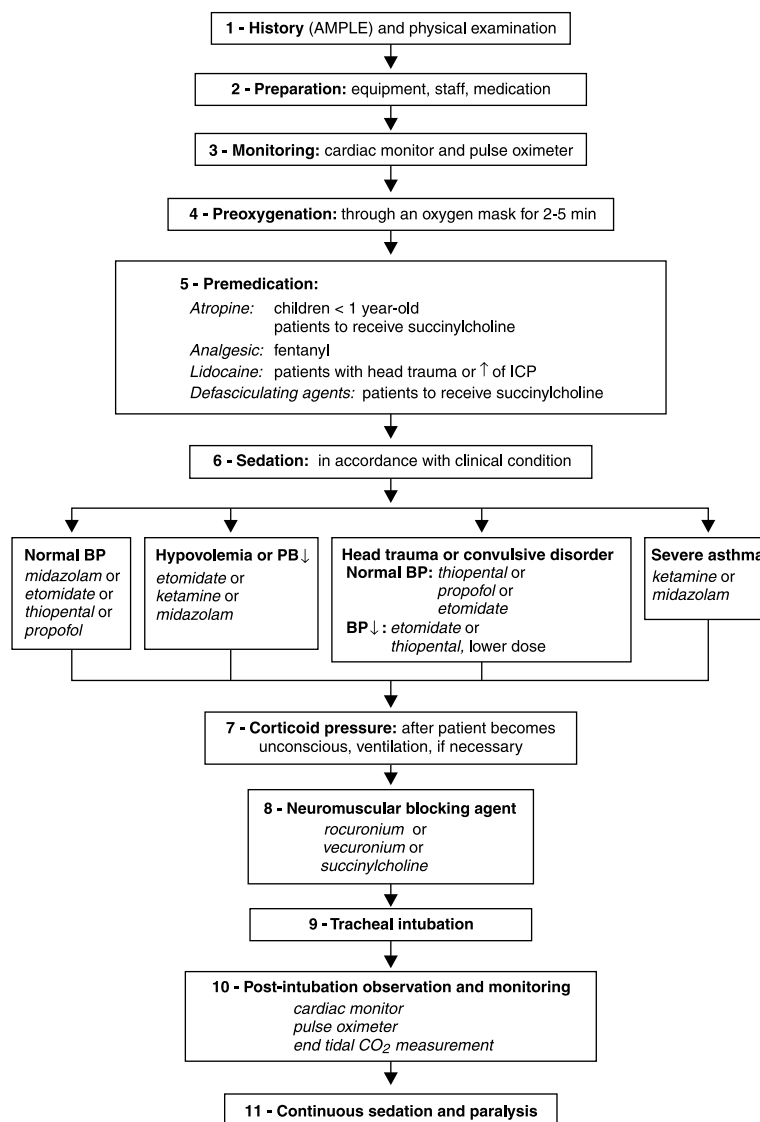 1 - History (AMPLE) and physical examination
2 - Preparation: equipment, staff, medication
3 - Monitoring: cardiac monitor and pulse oximeter
4 - Preoxygenation: through an oxygen mask for 2-5 min
5 - Premedication:
Atropine: children < 1 year-old
patients to receive succinylcholine
Analgesic: fentanyl
Lidocaine: patients with head trauma or ↑ of ICP
Defasciculating agents: patients to receive succinylcholine
6 - Sedation: in accordance with clinical condition
Normal BP
midazolam or
etomidate or
thiopental or
propofol
Hypovolemia or PB↓
etomidate or
ketamine or
midazolam
Head trauma or convulsive disorder
Normal BP: thiopental or
propofol or
etomidate
BP↓: etomidate or
thiopental, lower dose
Severe asthma
ketamine or
midazolam
7 - Corticoid pressure: after patient becomes
unconscious, ventilation, if necessary
8 - Neuromuscular blocking agent
rocuronium or
vecuronium or
succinylcholine
9 - Tracheal intubation
10 - Post-intubation observation and monitoring
cardiac monitor
pulse oximeter
end tidal CO2 measurement
11 - Continuous sedation and paralysis